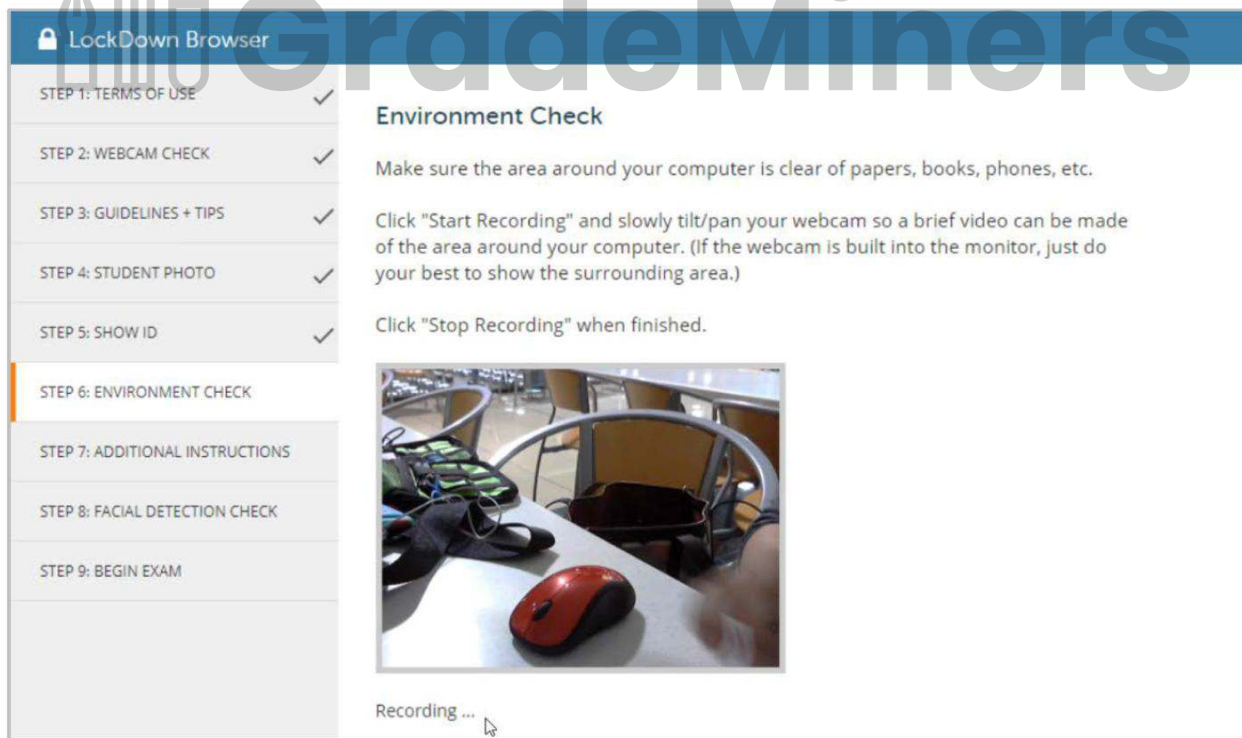 GradeMiners
LockDown Browser
STEP 1: TERMS OF USE
STEP 2: WEBCAM CHECK
STEP 3: GUIDELINES + TIPS
STEP 4: STUDENT PHOTO
STEP 5: SHOW ID
STEP 6: ENVIRONMENT CHECK
STEP 7: ADDITIONAL INSTRUCTIONS
STEP 8: FACIAL DETECTION CHECK
STEP 9: BEGIN EXAM
Environment Check
Make sure the area around your computer is clear of papers, books, phones, etc.
Click "Start Recording" and slowly tilt/pan your webcam so a brief video can be made
of the area around your computer. (If the webcam is built into the monitor, just do
your best to show the surrounding area.)
Click "Stop Recording" when finished.
Recording ...